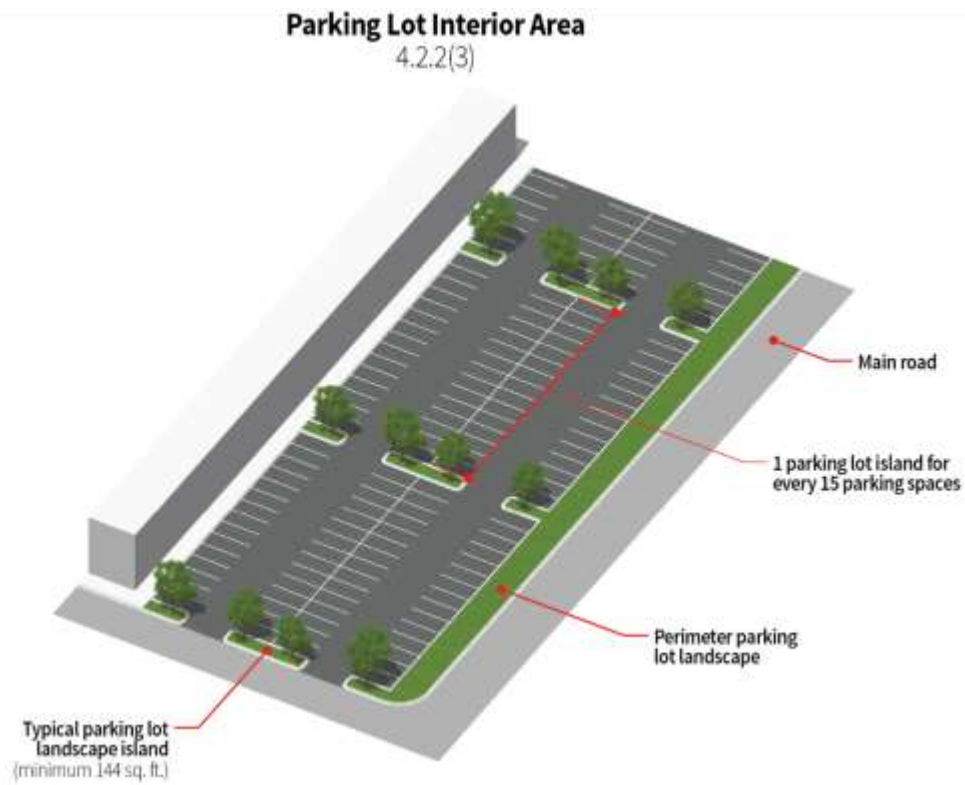 Parking Lot Interior Area
4.2.2(3)
Main road
1 parking lot island for
every 15 parking spaces
Perimeter parking
lot landscape
Typical parking lot
landscape island
(minimum 144 sq. ft.)